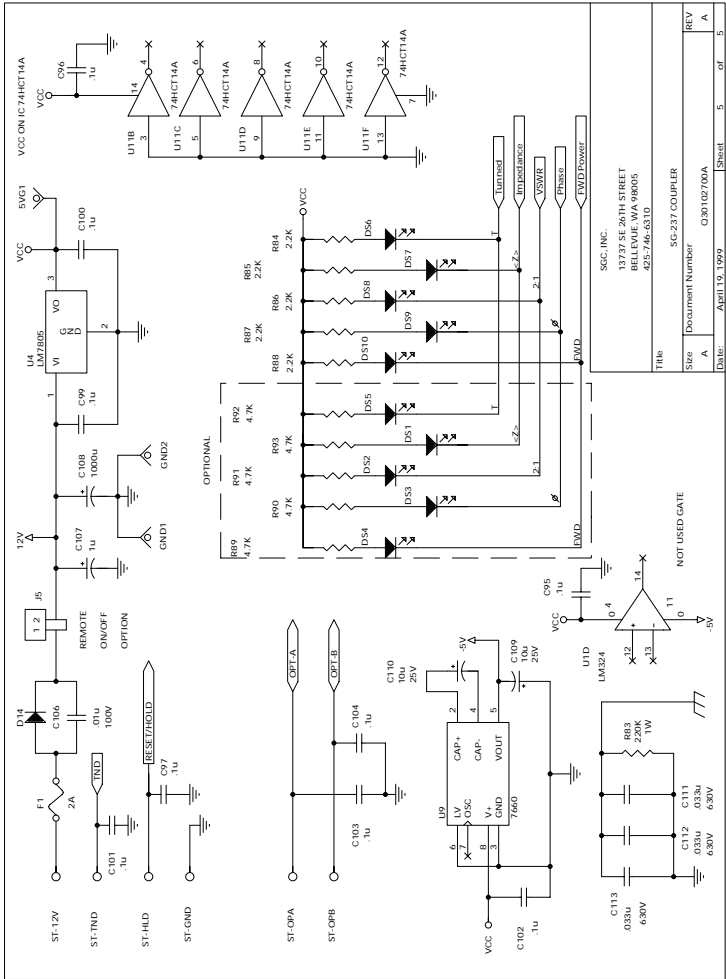 VCC ON IC 74HCT14A
VCC
C96
.1u
14
U11B
3
4
74HCT14A
U11C
5
6
74HCT14A
U11D
9
8
74HCT14A
U11E
11
10
74HCT14A
U11F
13
12
74HCT14A
7
ST-12V
F1
2A
D14
C106
.01u
100V
J5
1 2
REMOTE
ON/OFF
OPTION
12V
C107
1u
+
C108
1000u
+
GND1
GND2
C99
.1u
U4
LM7805
1
VI
VO
3
GND
2
VCC
5VG1
C100
.1u
ST-TND
C101
.1u
TND
ST-HLD
C97
.1u
RESET/HOLD
ST-GND
ST-OPA
OPT-A
ST-OPB
OPT-B
C103
.1u
C104
.1u
OPTIONAL
R89
4.7K
R90
4.7K
R91
4.7K
R93
4.7K
R92
4.7K
R88
2.2K
R87
2.2K
R86
2.2K
R85
2.2K
R84
2.2K
VCC
DS4
DS3
DS2
DS1
DS5
DS10
DS9
DS8
DS7
DS6
T
T
Tunned
<Z>
<Z>
Impedance
2:1
2:1
VSWR
ø
ø
Phase
FWD
FWD
FWD Power
VCC
C102
.1u
U9
6
LV
7
OSC
8
V+
3
GND
7660
CAP+
2
CAP-
4
VOUT
5
C110
10u
25V
+
-5V
C109
10u
25V
+
VCC
C95
.1u
U1D
LM324
12
+
13
-
0
4
14
11
0
-5V
NOT USED GATE
C113
.033u
630V
C112
.033u
630V
C111
.033u
630V
R83
220K
1W
SGC, INC.
13737 SE 26TH STREET
BELLEVUE, WA 98005
425-746-6310
Title
SG-237 COUPLER
Size
A
Document Number
Q30102700A
REV
A
Date:
April 19, 1999
Sheet
5
of
5